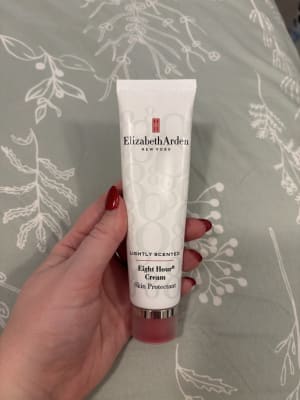 Elizabeth Arden
NEW YORK
LIGHTLY SCENTED
Eight Hour®
Cream
Skin Protectant